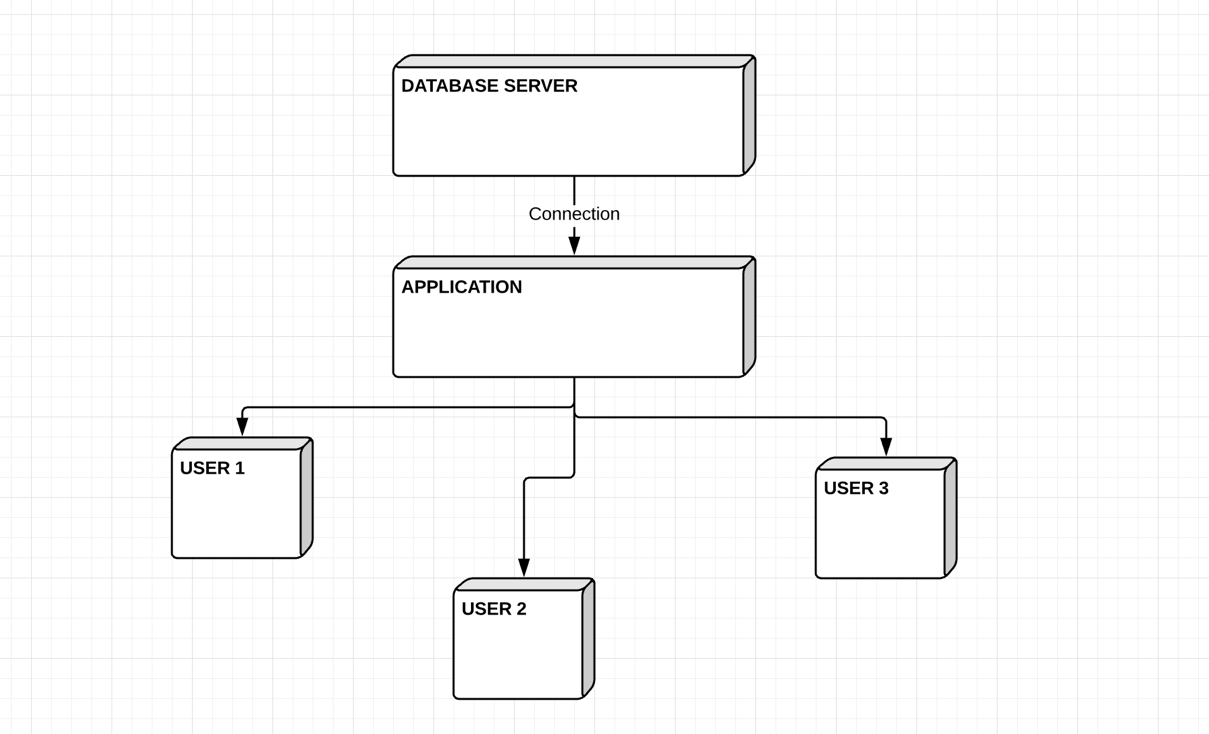 DATABASE SERVER
Connection
APPLICATION
USER 1
USER 3
USER 2